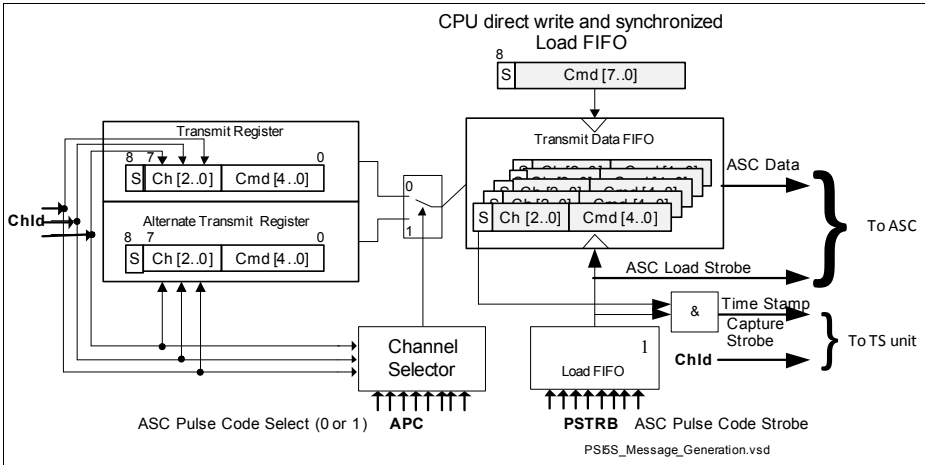 CPU direct write and synchronized
Load FIFO
8
S Cmd [7..0]
Transmit Register
8 7 0
S Ch [2..0] Cmd [4..0]
Alternate Transmit Register
8 7 0
S Ch [2..0] Cmd [4..0]
ChId
0
1
Transmit Data FIFO
S Ch [2..0] Cmd [4..0]
ASC Data
ASC Load Strobe
To ASC
&
Time Stamp
Capture
Strobe
ChId
To TS unit
Channel
Selector
1
Load FIFO
ASC Pulse Code Select (0 or 1) APC
PSTRB ASC Pulse Code Strobe
PSI5S_Message_Generation.vsd